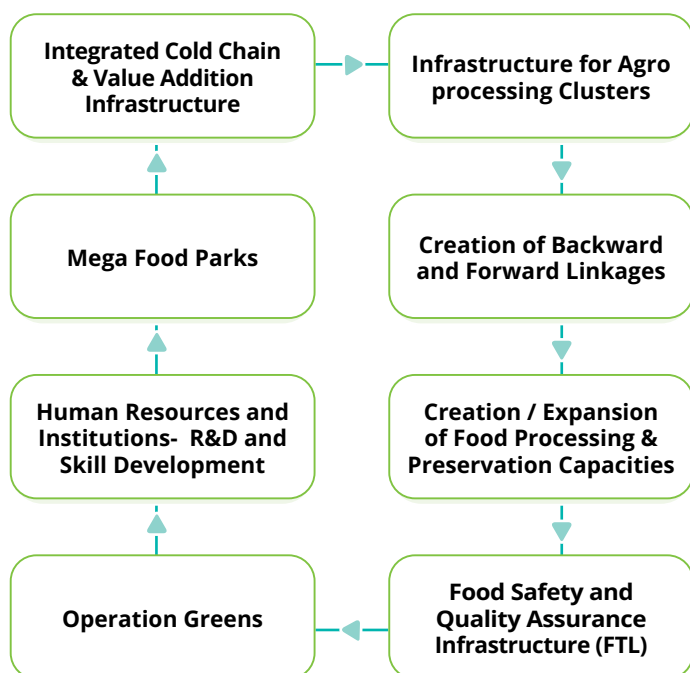 Integrated Cold Chain
& Value Addition
Infrastructure
Infrastructure for Agro
processing Clusters
Mega Food Parks
Creation of Backward
and Forward Linkages
Human Resources and
Institutions- R&D and
Skill Development
Creation / Expansion
of Food Processing &
Preservation Capacities
Operation Greens
Food Safety and
Quality Assurance
Infrastructure (FTL)